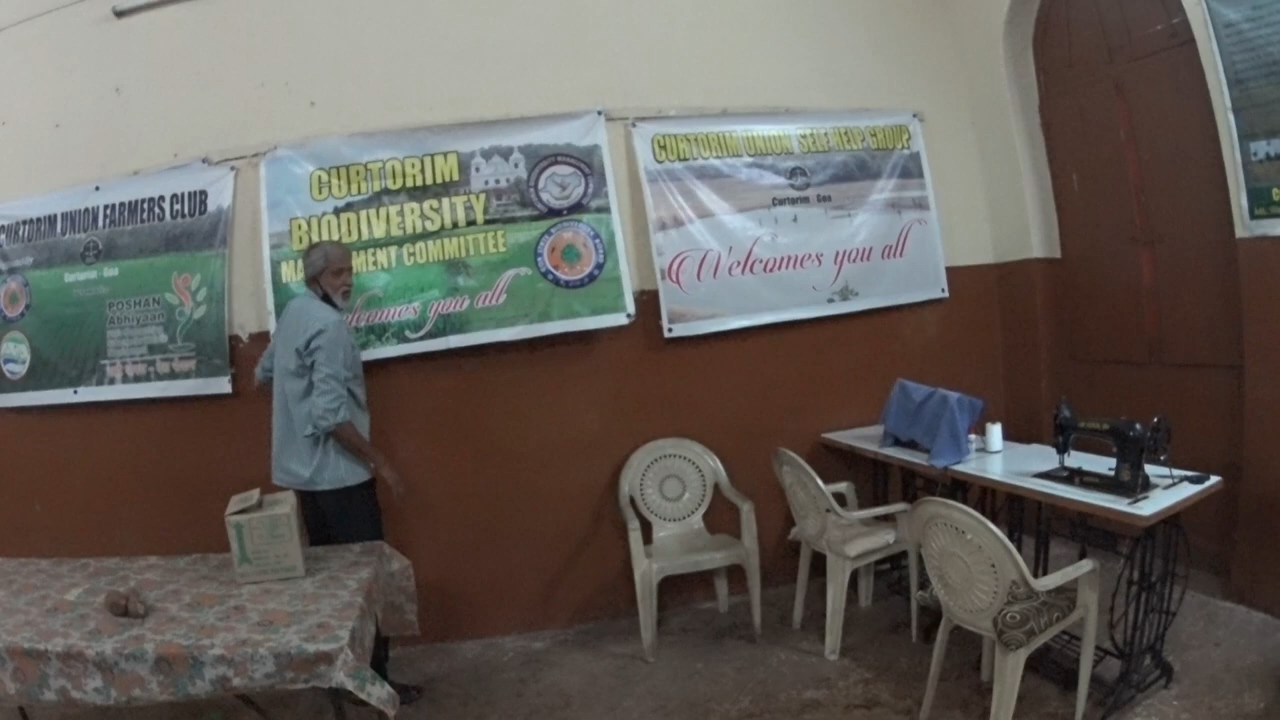 CURTORIM UNION FARMERS CLUB
Curtorim - Goa
POSHAN
Abhiyaan
CURTORIM
BIODIVERSITY
MA MENT COMMITTEE
elcomes you all
CURTORIM UNION SELF HELP GROUP
Curtorim Goa
Welcomes you all